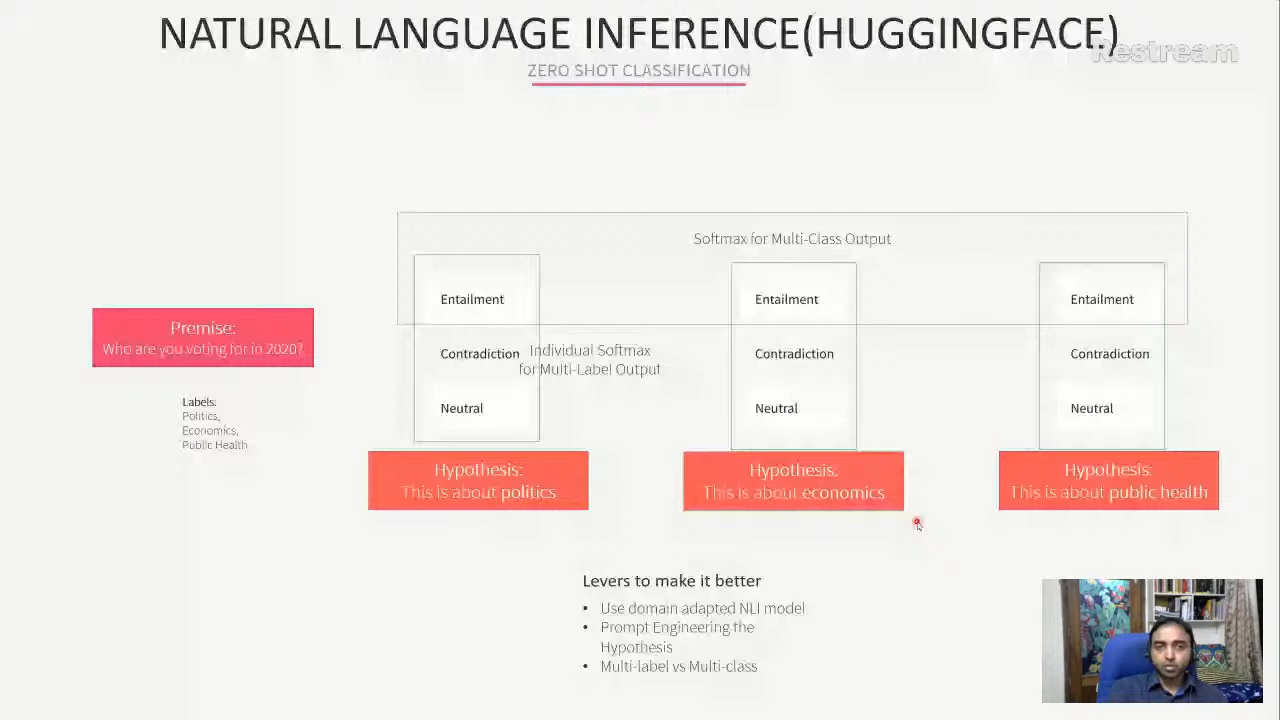 NATURAL LANGUAGE INFERENCE(HUGGINGFACE)
Restream
ZERO SHOT CLASSIFICATION
Softmax for Multi-Class Output
Entailment
Entailment
Entailment
Premise:
Who are you voting for in 2020?
Contradiction
Individual Softmax
for Multi-Label Output
Contradiction
Contradiction
Labels:
Politics,
Economics,
Public Health
Neutral
Neutral
Neutral
Hypothesis:
This is about politics
Hypothesis:
This is about economics
Hypothesis:
This is about public health
Levers to make it better
• Use domain adapted NLI model
• Prompt Engineering the
Hypothesis
• Multi-label vs Multi-class